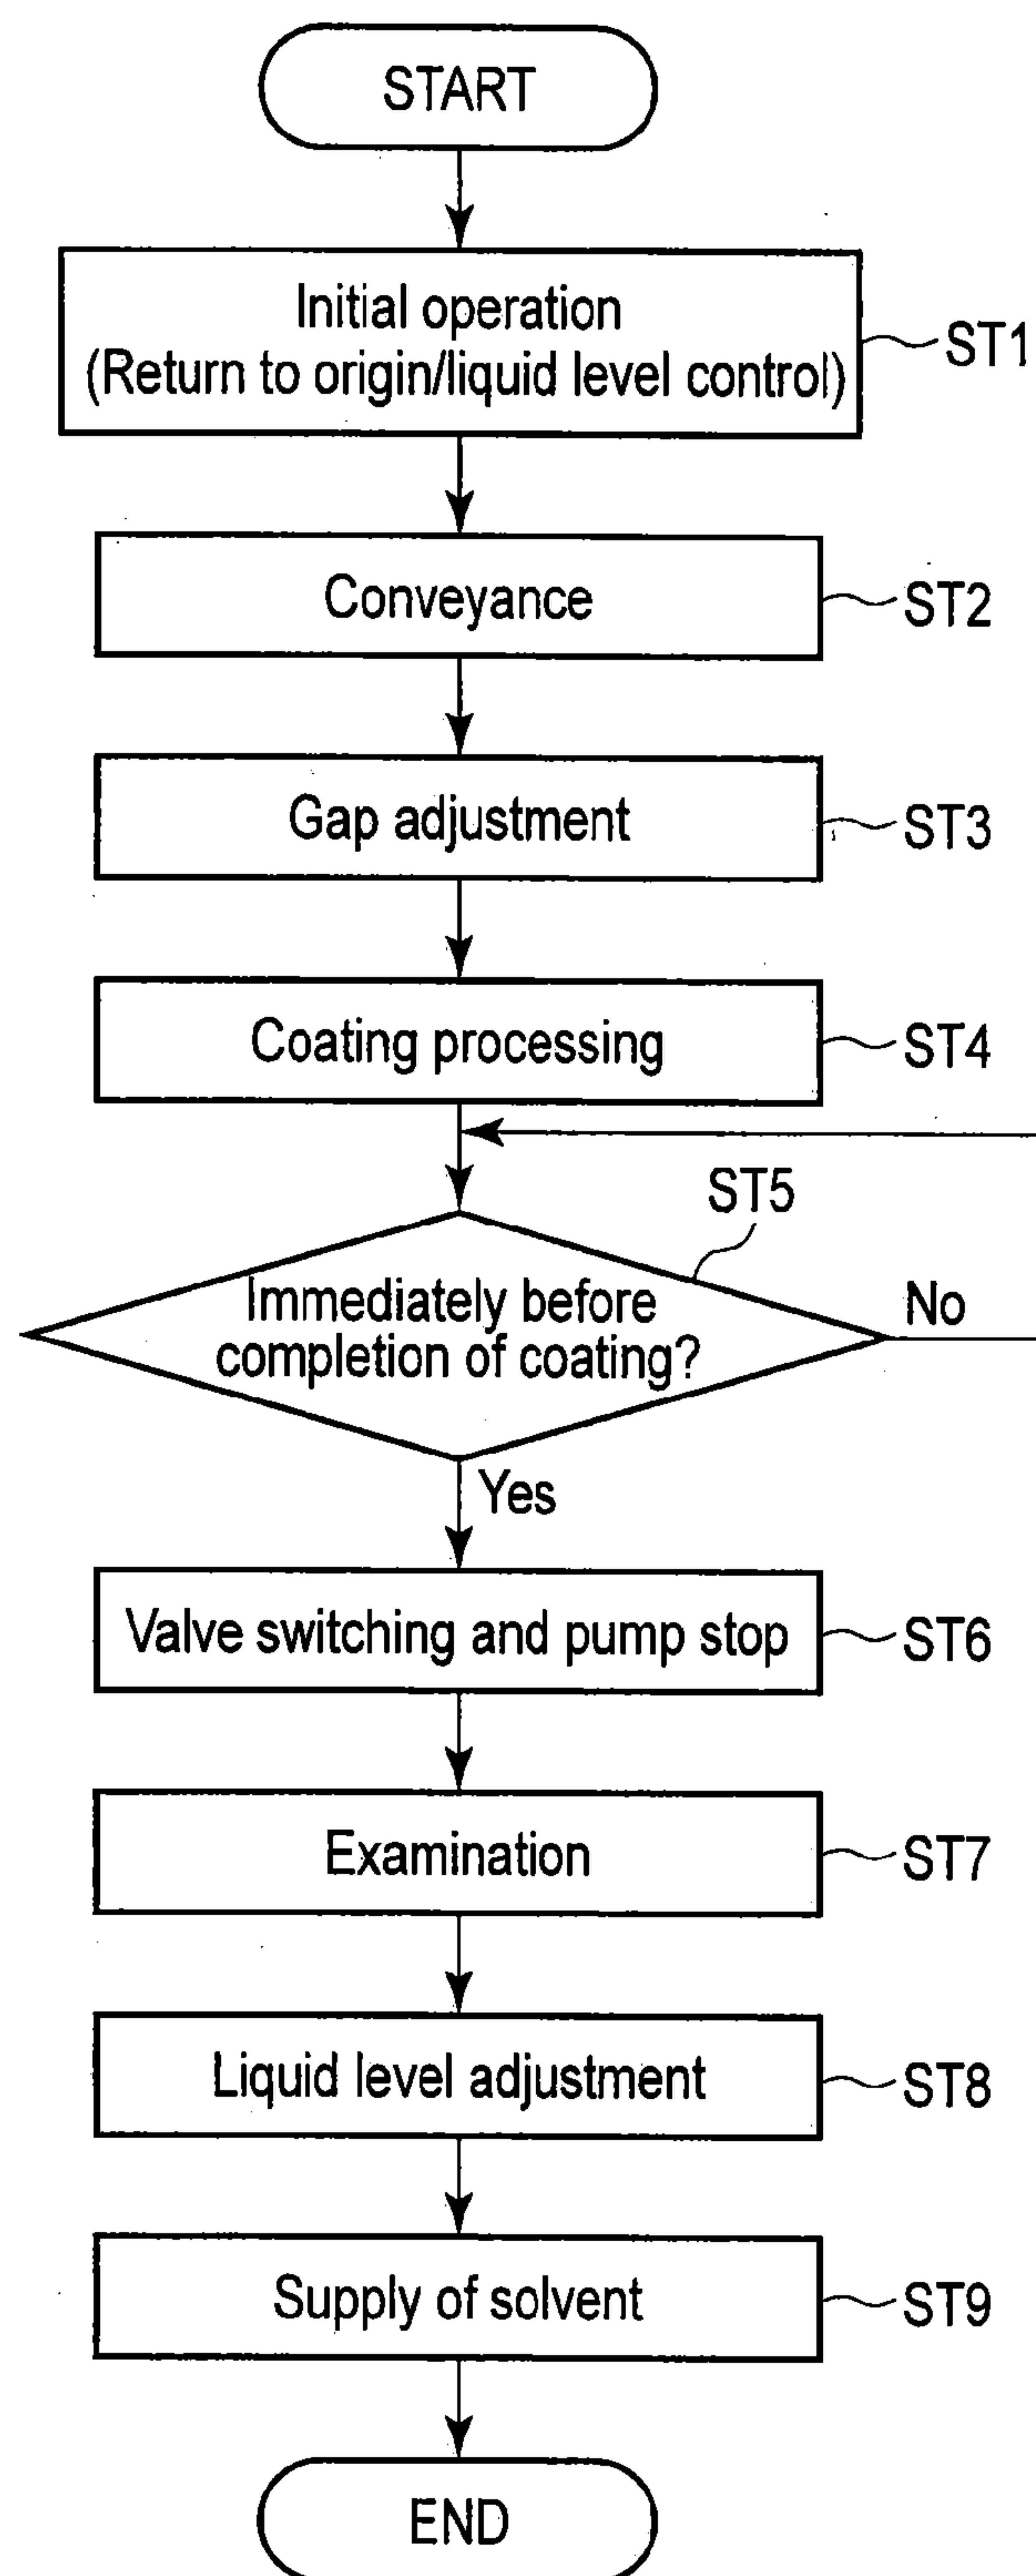 START
Initial operation
(Return to origin/liquid level control)
ST1
Conveyance
ST2
Gap adjustment
ST3
Coating processing
ST4
ST5
Immediately before
completion of coating?
No
Yes
Valve switching and pump stop
ST6
Examination
ST7
Liquid level adjustment
ST8
Supply of solvent
ST9
END